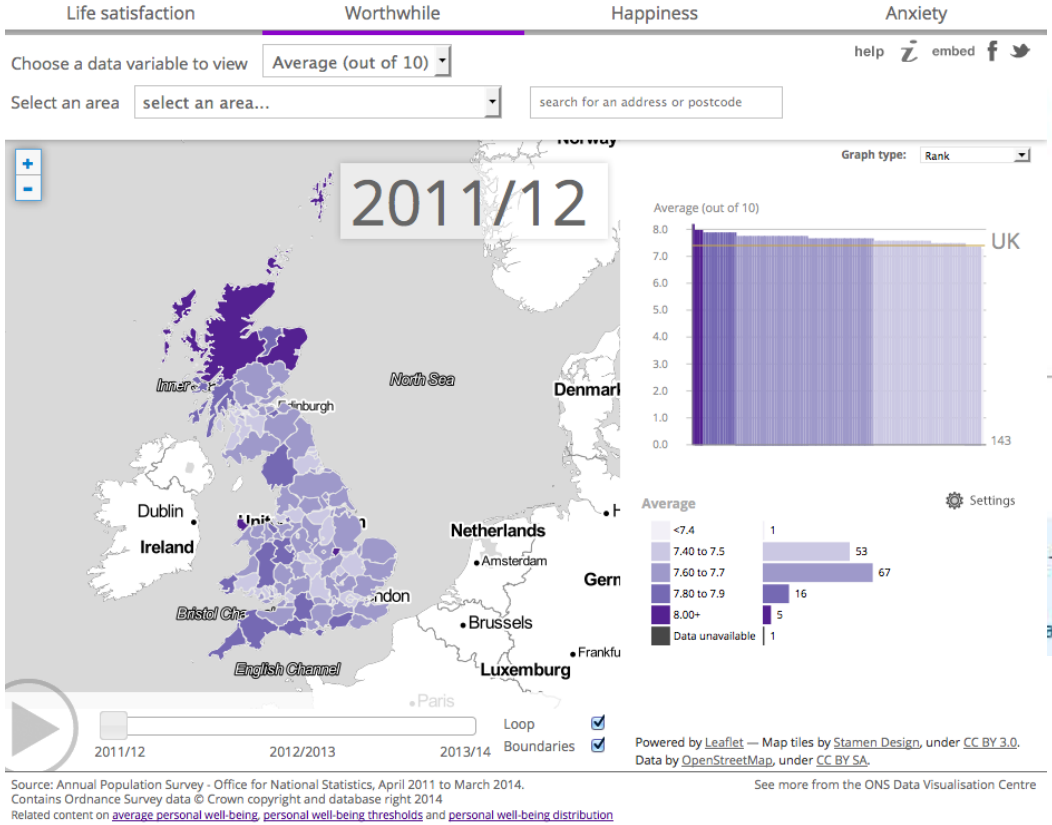 Life satisfaction Worthwhile Happiness Anxiety
Choose a data variable to view Average (out of 10) help i embed f
Select an area select an area... search for an address or postcode
+
-
2011/12
Norway
Graph type: Rank
Average (out of 10)
8.0
UK
7.0
6.0
5.0
4.0
3.0
2.0
1.0
0.0
143
North Sea
Denmark
Edinburgh
Dublin
Ireland
Netherlands
Amsterdam
Germ
Bristol Cha
ndon
Brussels
Frankfu
English Channel
Luxemburg
Paris
Average Settings
<7.4 1
7.40 to 7.5 53
7.60 to 7.7 67
7.80 to 7.9 16
8.00+ 5
Data unavailable 1
2011/12 2012/2013 2013/14
Loop
Boundaries
Powered by Leaflet — Map tiles by Stamen Design, under CC BY 3.0.
Data by OpenStreetMap, under CC BY SA.
Source: Annual Population Survey - Office for National Statistics, April 2011 to March 2014.
See more from the ONS Data Visualisation Centre
Contains Ordnance Survey data © Crown copyright and database right 2014
Related content on average personal well-being, personal well-being thresholds and personal well-being distribution